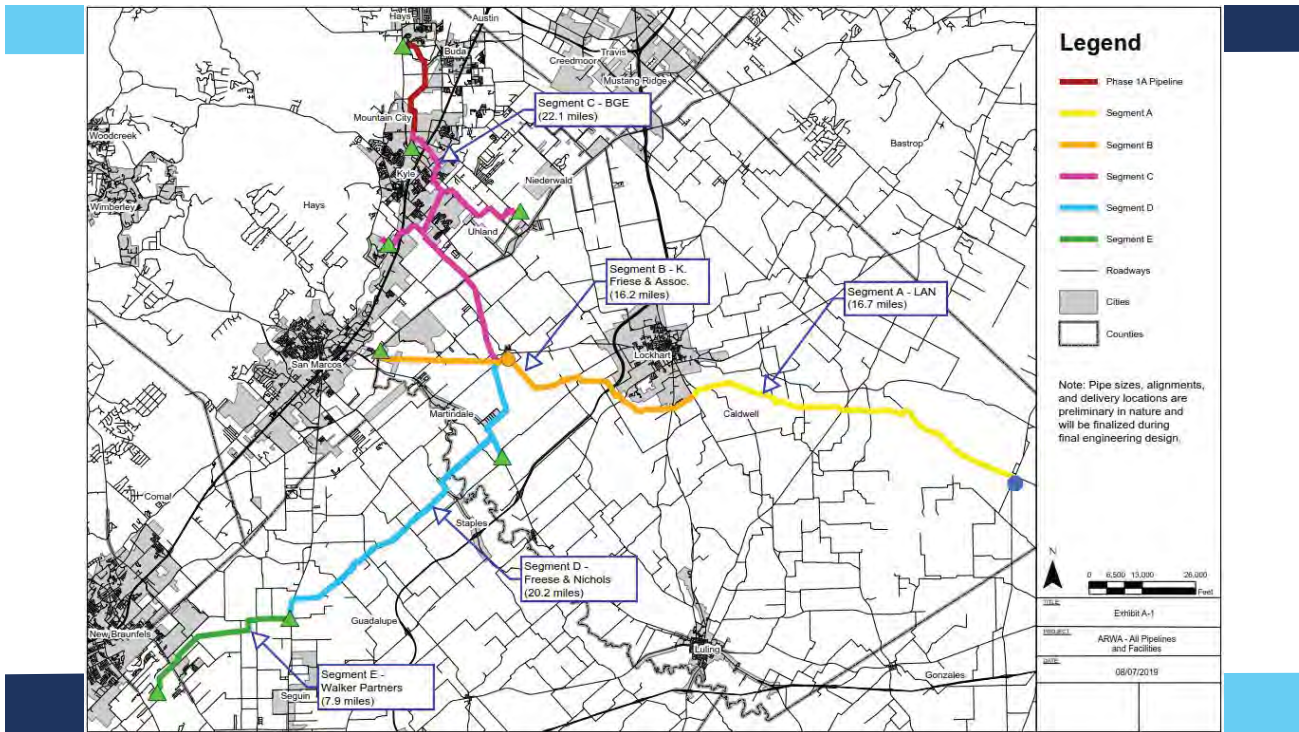 Hays
Austin
Buda
Travis
Creedmoor
Mustang Ridge
Segment C - BGE
(22.1 miles)
Mountain City
Woodcreek
Bastrop
Kyle
Niederwald
Wimberley
Hays
Uhland
Segment B - K.
Friese & Assoc.
(16.2 miles)
Segment A - LAN
(16.7 miles)
Lockhart
San Marcos
Martindale
Caldwell
Comal
Staples
Segment D -
Freese & Nichols
(20.2 miles)
New Braunfels
Guadalupe
Luling
Segment E -
Walker Partners
(7.9 miles)
Seguin
Gonzales
Legend
Phase 1A Pipeline
Segment A
Segment B
Segment C
Segment D
Segment E
Roadways
Cities
Counties
Note: Pipe sizes, alignments,
and delivery locations are
preliminary in nature and
will be finalized during
final engineering design.
N
0 6,500 13,000 26,000
Feet
TITLE:
Exhibit A-1
PROJECT:
ARWA - All Pipelines
and Facilities
DATE:
08/07/2019